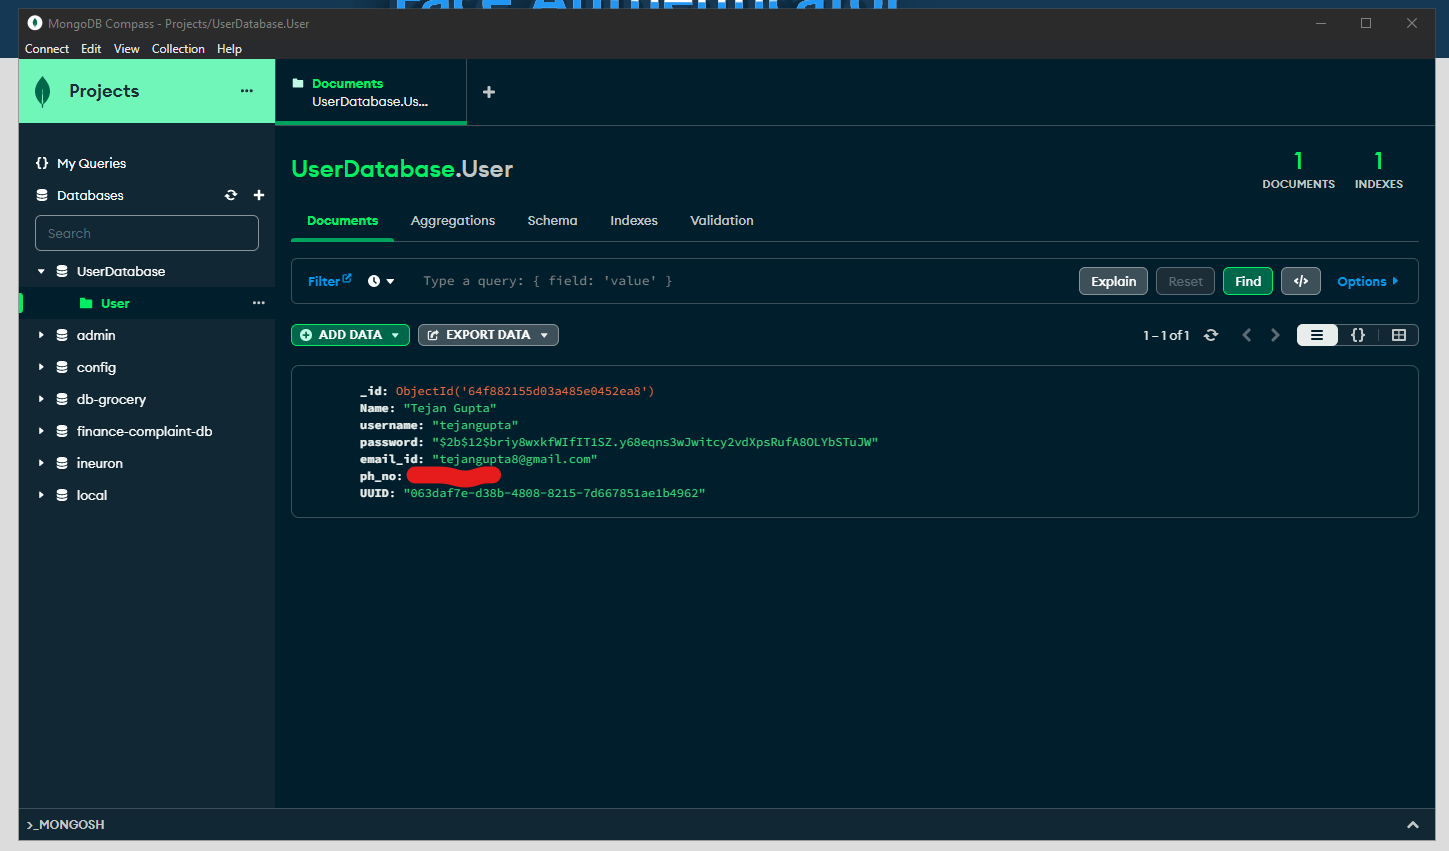 Face Authenticator
MongoDB Compass - Projects/UserDatabase.User
Connect Edit View Collection Help
Projects
Documents
UserDatabase.Us...
My Queries
Databases
Search
UserDatabase
User
admin
config
db-grocery
finance-complaint-db
ineuron
local
UserDatabase.User
1 DOCUMENTS
1 INDEXES
Documents Aggregations Schema Indexes Validation
Filter Type a query: { field: 'value' } Explain Reset Find </> Options
ADD DATA EXPORT DATA 1 – 1 of 1 {}
_id: ObjectId('64f882155d03a485e0452ea8')
Name: "Tejan Gupta"
username: "tejangupta"
password: "$2b$12$briy8wxkfWIfIT1SZ.y68eqns3wJwitcy2vdXpsRufA8OLYbSTuJW"
email_id: "tejangupta8@gmail.com"
ph_no:
UUID: "063daf7e-d38b-4808-8215-7d667851ae1b4962"
>_MONGOSH